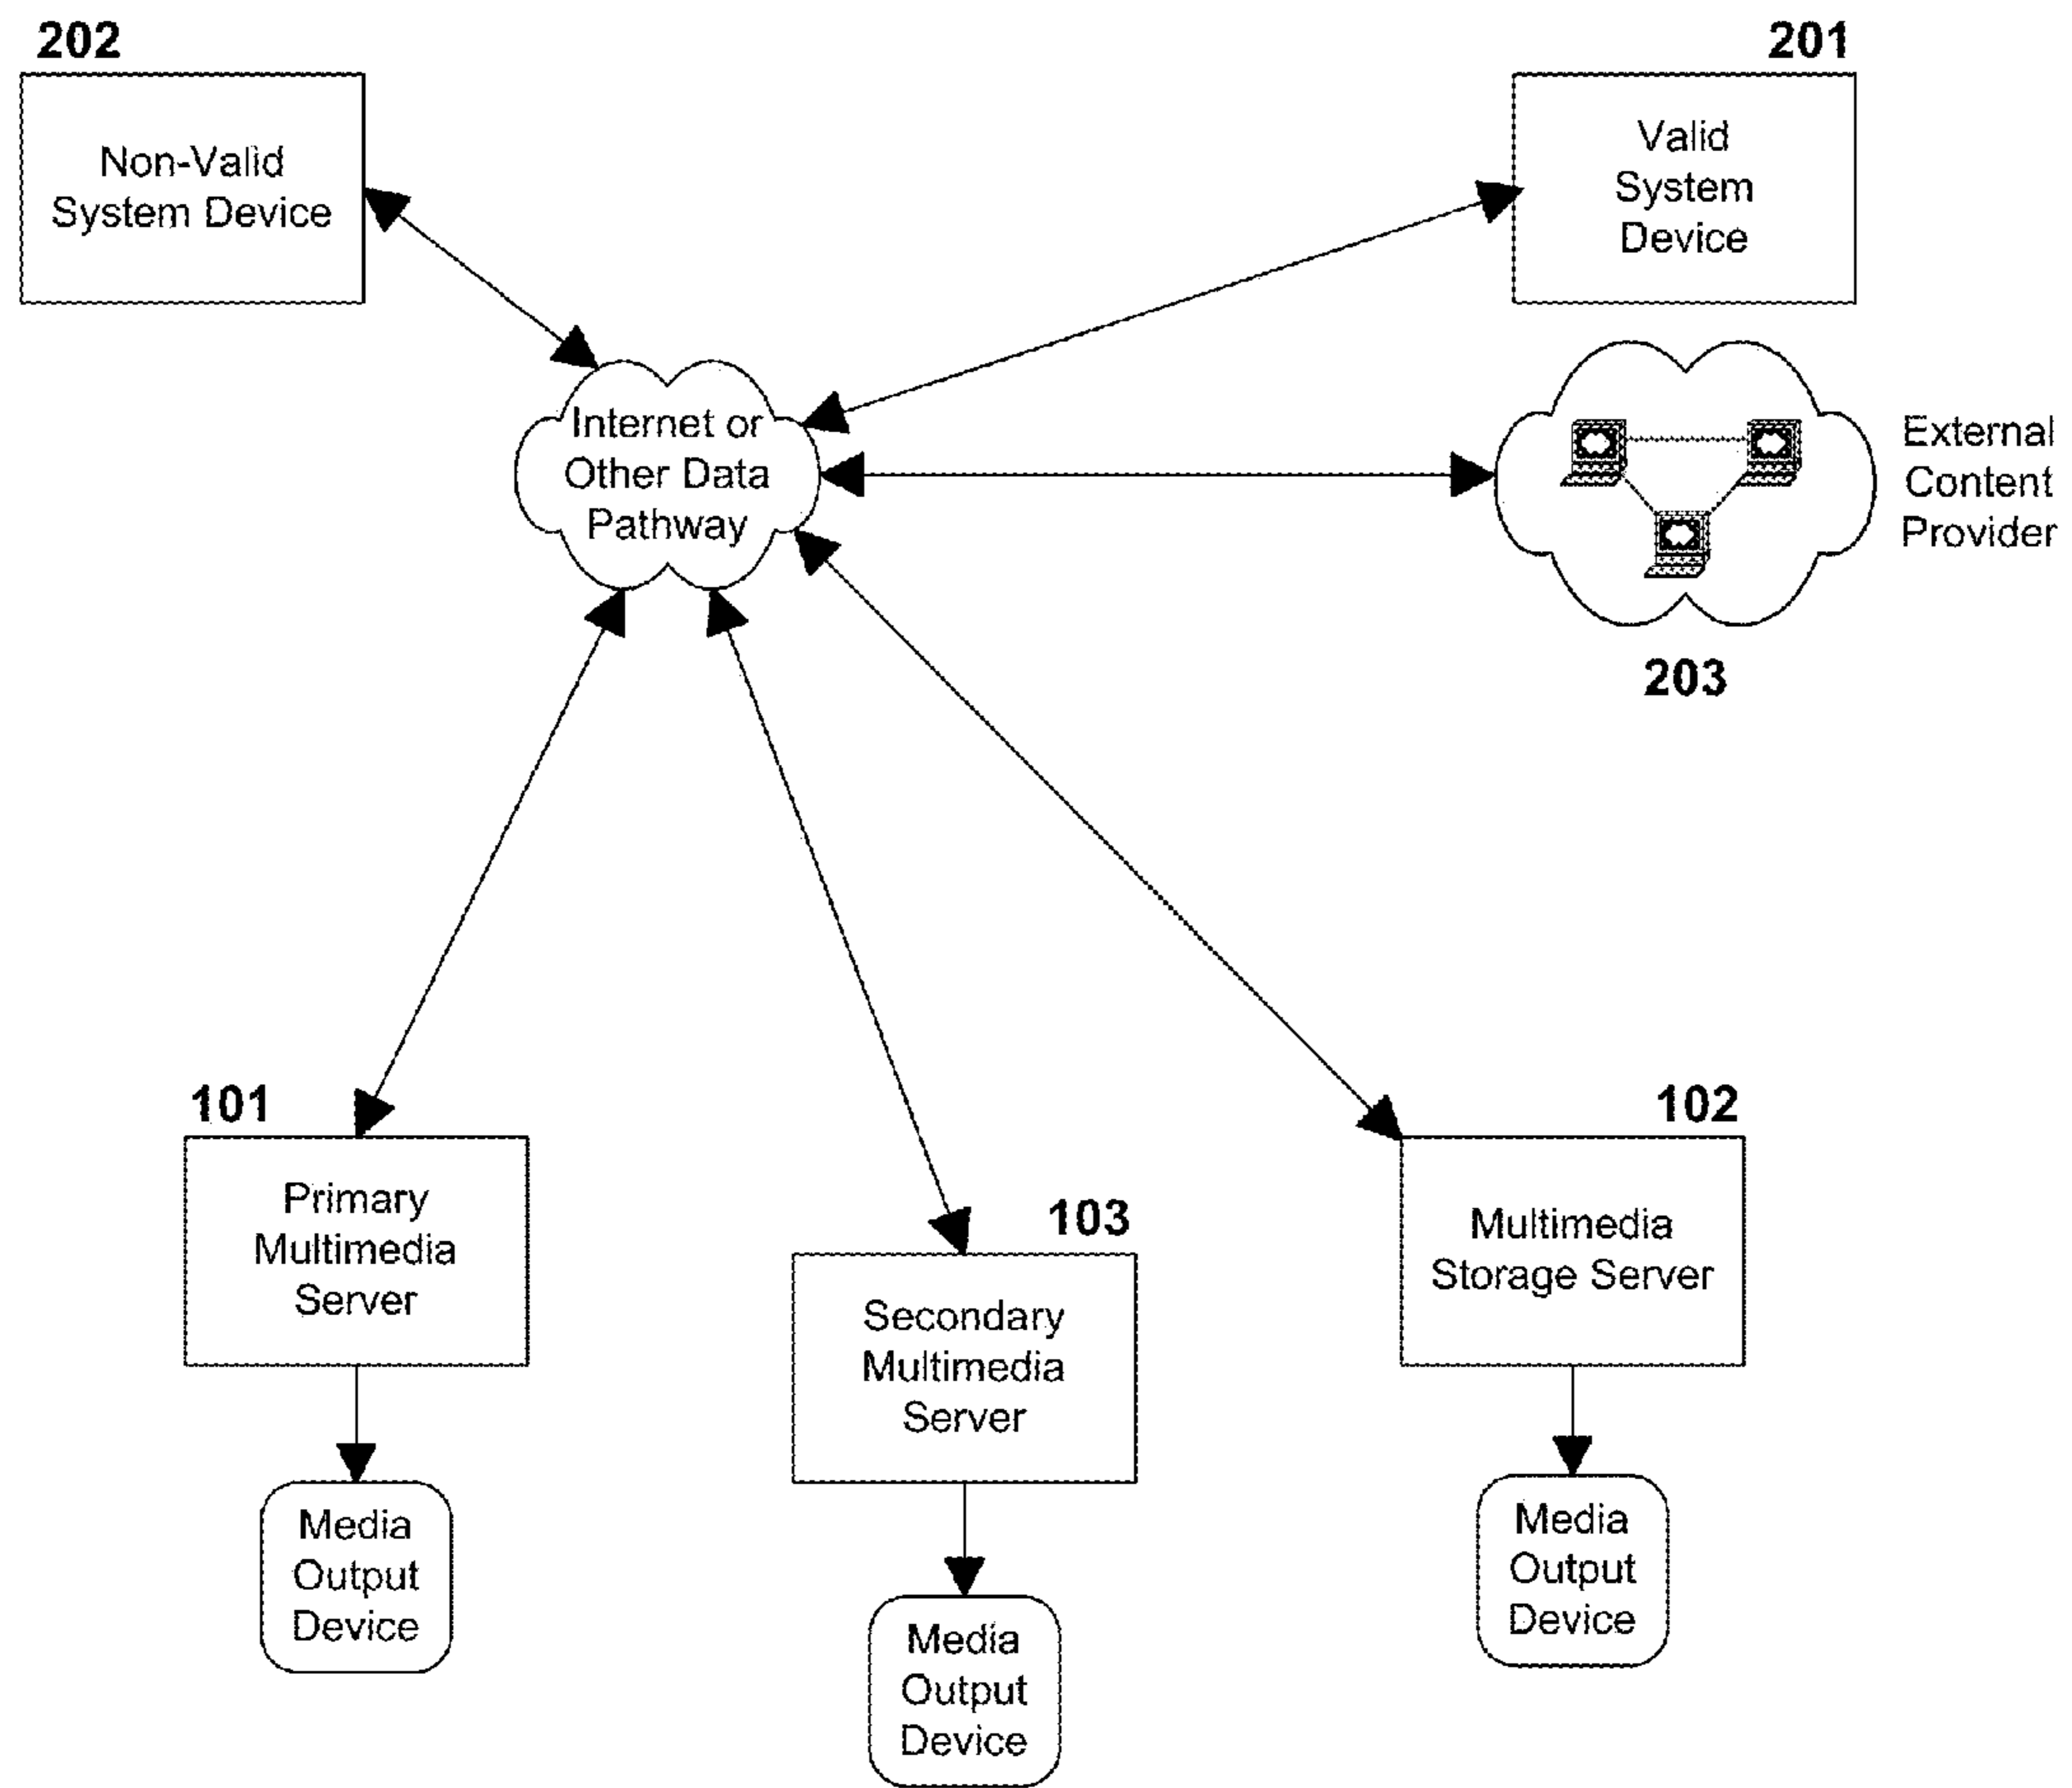 202
Non-Valid
System Device
201
Valid
System
Device
Internet or
Other Data
Pathway
External
Content
Provider
203
101
Primary
Multimedia
Server
103
Secondary
Multimedia
Server
102
Multimedia
Storage Server
Media
Output
Device
Media
Output
Device
Media
Output
Device